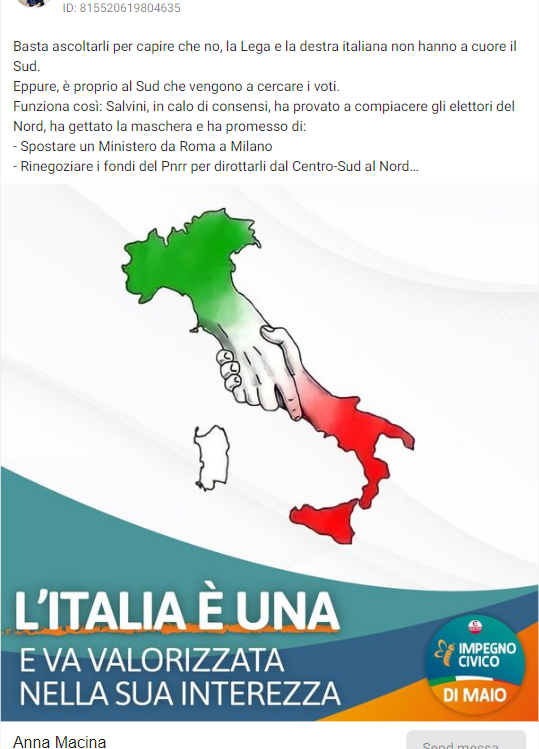 ID: 815520619804635
Basta ascoltarli per capire che no, la Lega e la destra italiana non hanno a cuore il
Sud.
Eppure, è proprio al Sud che vengono a cercare i voti.
Funziona così: Salvini, in calo di consensi, ha provato a compiacere gli elettori del
Nord, ha gettato la maschera e ha promesso di:
- Spostare un Ministero da Roma a Milano
- Rinegoziare i fondi del Pnrr per dirottarli dal Centro-Sud al Nord...
L'ITALIA È UNA
E VA VALORIZZATA
NELLA SUA INTEREZZA
IMPEGNO
CIVICO
DI MAIO
Anna Macina
Send messa